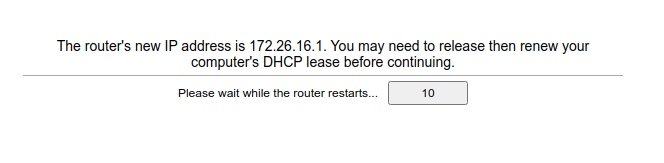 The router's new IP address is 172.26.16.1. You may need to release then renew your
computer's DHCP lease before continuing.
Please wait while the router restarts... 10